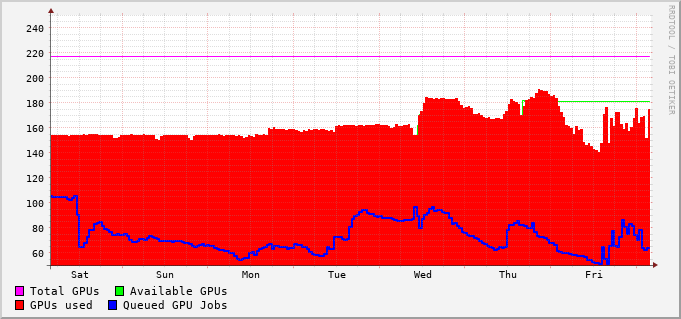 RRDTOOL / TOBI OETIKER
240
220
200
180
160
140
120
100
80
60
Sat Sun Mon Tue Wed Thu Fri
Total GPUs Available GPUs
GPUs used Queued GPU Jobs